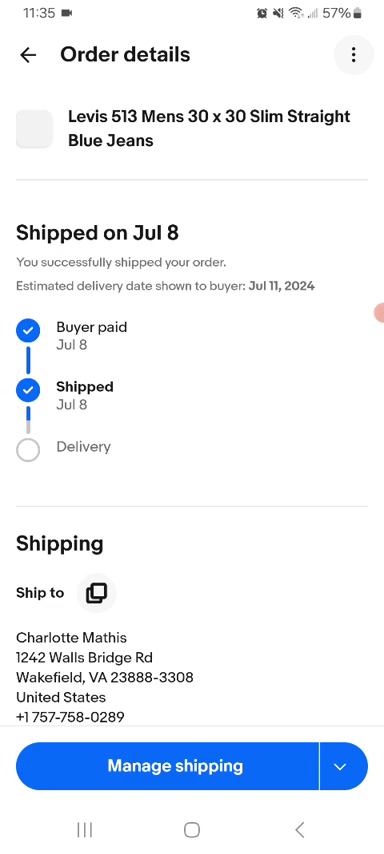 11:35 57%
Order details
Levis 513 Mens 30 x 30 Slim Straight
Blue Jeans
Shipped on Jul 8
You successfully shipped your order.
Estimated delivery date shown to buyer: Jul 11, 2024
Buyer paid
Jul 8
Shipped
Jul 8
Delivery
Shipping
Ship to
Charlotte Mathis
1242 Walls Bridge Rd
Wakefield, VA 23888-3308
United States
+1 757-758-0289
Manage shipping